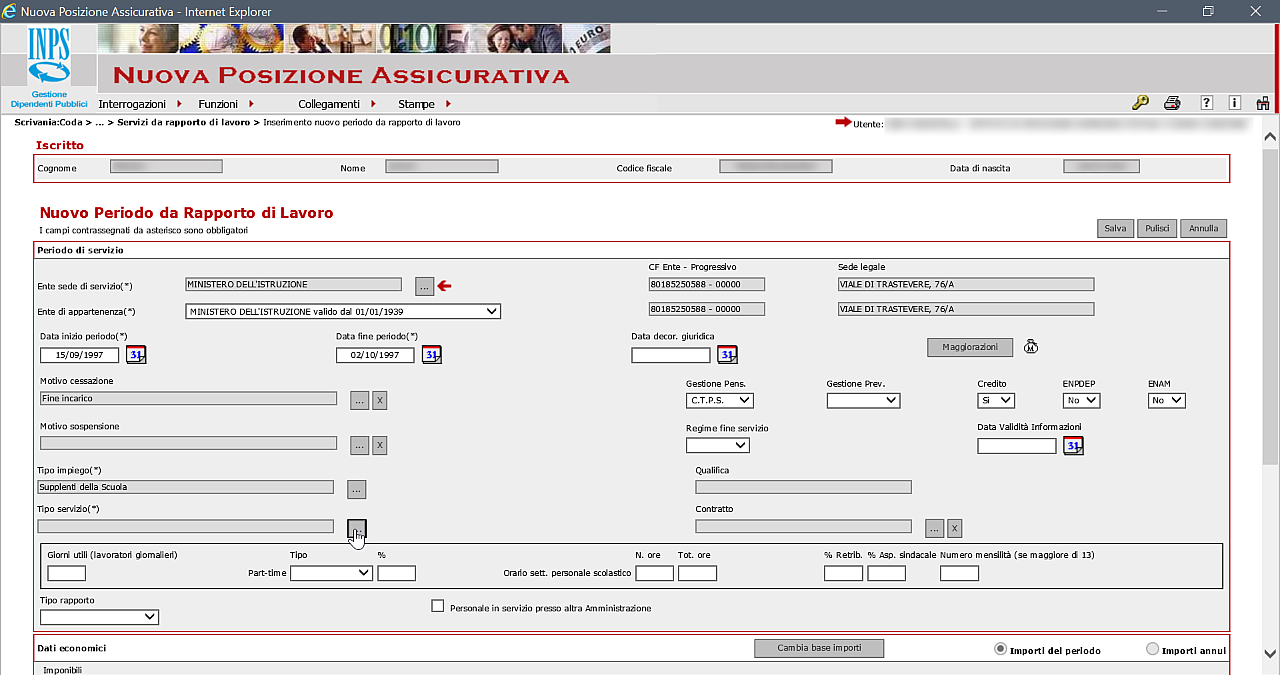 Nuova Posizione Assicurativa - Internet Explorer
INPS
EURO
Nuova Posizione Assicurativa
Gestione
Dipendenti Pubblici
Interrogazioni Funzioni Collegamenti Stampe
Scrivania:Coda > ... > Servizi da rapporto di lavoro > Inserimento nuovo periodo da rapporto di lavoro
Utente:
Iscritto
Cognome Nome Codice fiscale Data di nascita
Nuovo Periodo da Rapporto di Lavoro
I campi contrassegnati da asterisco sono obbligatori
Salva Pulisci Annulla
Periodo di servizio
CF Ente - Progressivo Sede legale
Ente sede di servizio(*) MINISTERO DELL'ISTRUZIONE ... 80185250588 - 00000 VIALE DI TRASTEVERE, 76/A
Ente di appartenenza(*) MINISTERO DELL'ISTRUZIONE valido dal 01/01/1939 80185250588 - 00000 VIALE DI TRASTEVERE, 76/A
Data inizio periodo(*) Data fine periodo(*) Data decor. giuridica
15/09/1997 31 02/10/1997 31 31 Maggiorazioni M
Motivo cessazione Gestione Pens. Gestione Prev. Credito ENPDEP ENAM
Fine incarico ... X C.T.P.S. Si No No
Motivo sospensione Regime fine servizio Data Validità Informazioni
... X 31
Tipo impiego(*) Qualifica
Supplenti della Scuola ...
Tipo servizio(*) Contratto
... ... X
Giorni utili (lavoratori giornalieri) Tipo % N. ore Tot. ore % Retrib. % Asp. sindacale Numero mensilità (se maggiore di 13)
Part-time Orario sett. personale scolastico
Tipo rapporto
Personale in servizio presso altra Amministrazione
Dati economici Cambia base importi Importi del periodo Importi annui
Imponibili